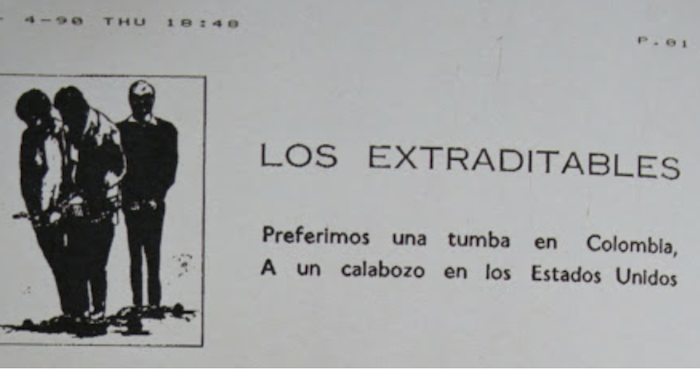 4-90 THU 18:48
P.01
LOS EXTRADITABLES
Preferimos una tumba en Colombia,
A un calabozo en los Estados Unidos